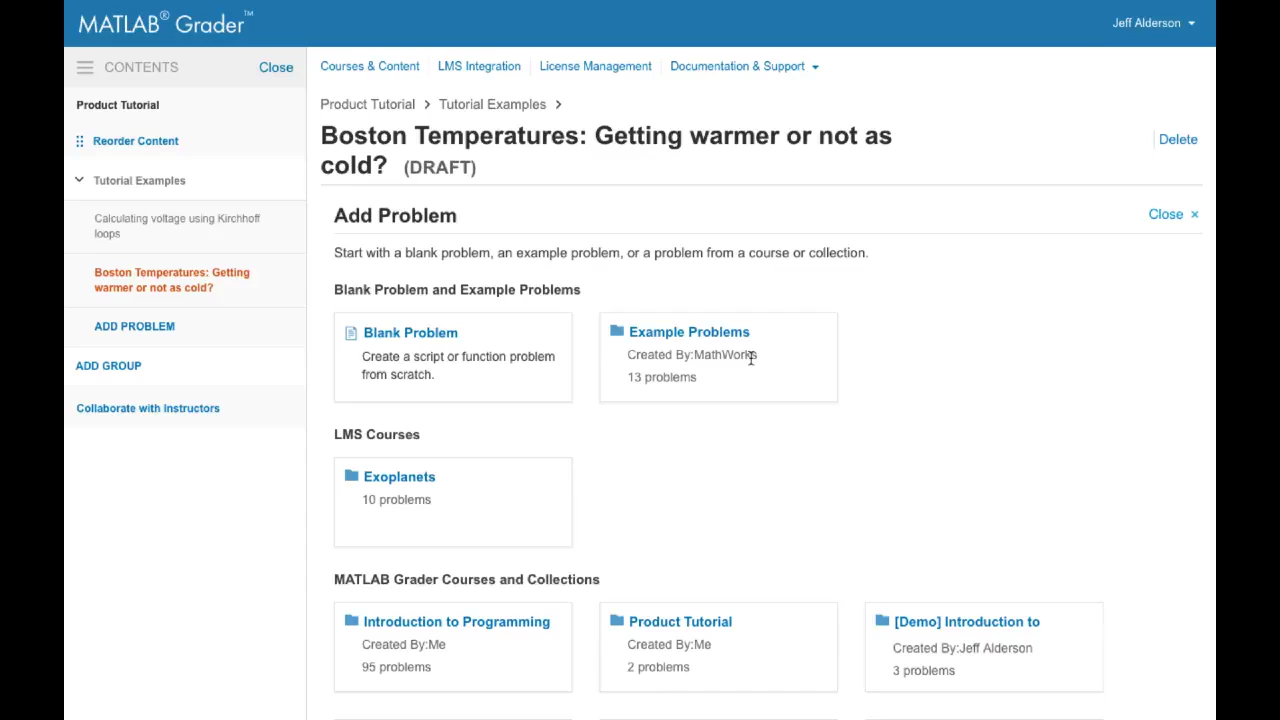 MATLAB® Grader™
Jeff Alderson
CONTENTS
Close
Product Tutorial
Reorder Content
Tutorial Examples
Calculating voltage using Kirchhoff
loops
Boston Temperatures: Getting
warmer or not as cold?
ADD PROBLEM
ADD GROUP
Collaborate with Instructors
Courses & Content
LMS Integration
License Management
Documentation & Support
Product Tutorial > Tutorial Examples >
Boston Temperatures: Getting warmer or not as
cold? (DRAFT)
Delete
Add Problem
Close ×
Start with a blank problem, an example problem, or a problem from a course or collection.
Blank Problem and Example Problems
Blank Problem
Create a script or function problem
from scratch.
Example Problems
Created By:MathWorks
13 problems
LMS Courses
Exoplanets
10 problems
MATLAB Grader Courses and Collections
Introduction to Programming
Created By:Me
95 problems
Product Tutorial
Created By:Me
2 problems
[Demo] Introduction to
Created By:Jeff Alderson
3 problems